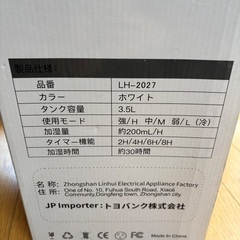 製品仕様:
品番 LH-2027
カラー ホワイト
タンク容量 3.5L
使用モード 強/H 中/M 弱/L (冷)
加湿量 約200mL/H
タイマー機能 2H/4H/6H/8H
加湿時間 約30時間
Name: Zhongshan Linhui Electrical Appliance Factory
Address: One of No. 10, Fuhua South Road, Xiaoli
Community, Dongfeng town, Zhongshan city
JP importer: トヨバンク株式会社
Made in China